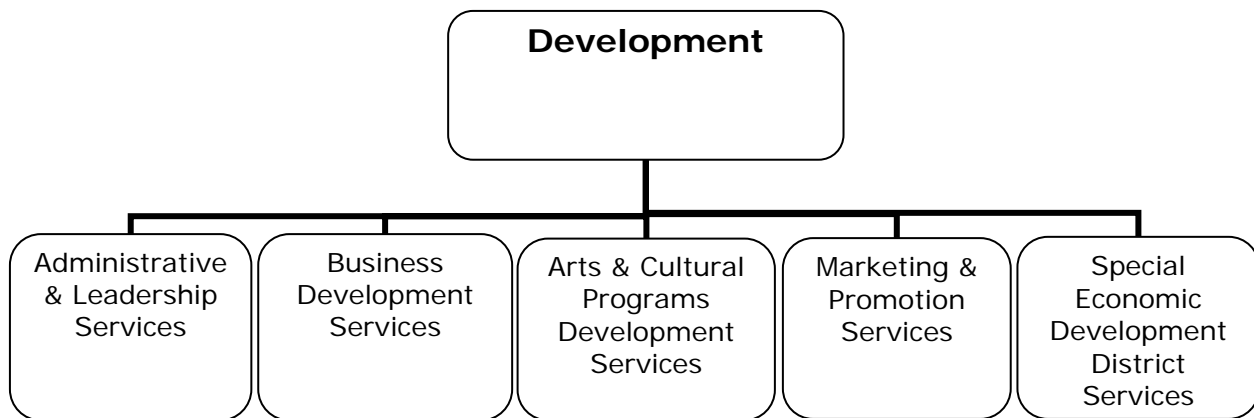 Development
Administrative
& Leadership
Services
Business
Development
Services
Arts & Cultural
Programs
Development
Services
Marketing &
Promotion
Services
Special
Economic
Development
District
Services